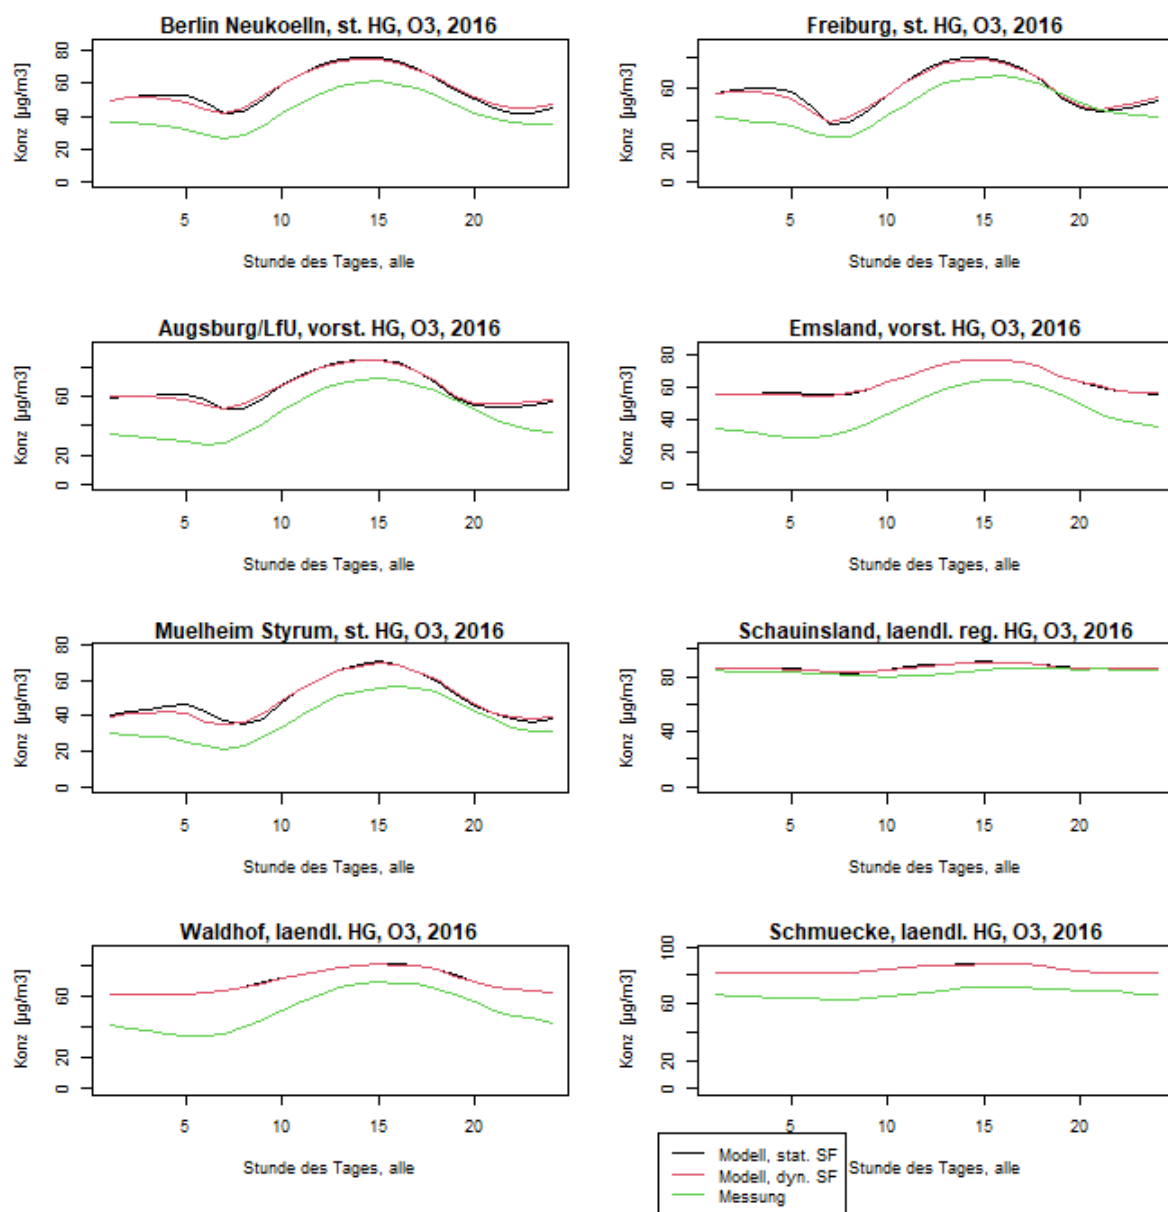 Berlin Neukoelln, st. HG, O3, 2016
Konz [µg/m3]
0 20 40 60 80
5 10 15 20
Stunde des Tages, alle
Freiburg, st. HG, O3, 2016
Konz [µg/m3]
0 20 60
5 10 15 20
Stunde des Tages, alle
Augsburg/LfU, vorst. HG, O3, 2016
Konz [µg/m3]
0 20 60
5 10 15 20
Stunde des Tages, alle
Emsland, vorst. HG, O3, 2016
Konz [µg/m3]
0 20 40 60 80
5 10 15 20
Stunde des Tages, alle
Muelheim Styrum, st. HG, O3, 2016
Konz [µg/m3]
0 20 40 60 80
5 10 15 20
Stunde des Tages, alle
Schauinsland, laendl. reg. HG, O3, 2016
Konz [µg/m3]
0 40 80
5 10 15 20
Stunde des Tages, alle
Waldhof, laendl. HG, O3, 2016
Konz [µg/m3]
0 20 60
5 10 15 20
Stunde des Tages, alle
Schmuecke, laendl. HG, O3, 2016
Konz [µg/m3]
0 20 60 100
5 10 15 20
Stunde des Tages, alle
Modell, stat. SF
Modell, dyn. SF
Messung